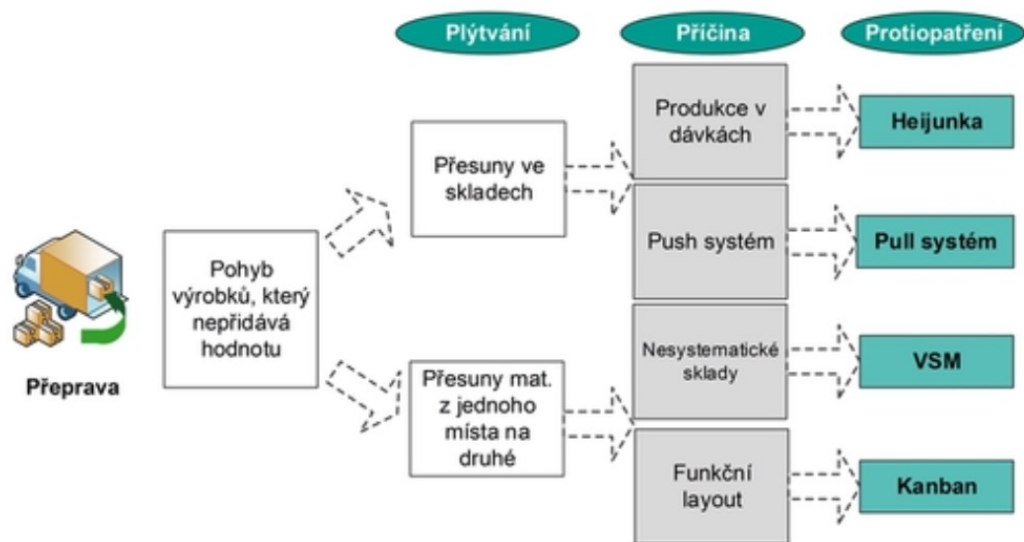 Plýtvání
Příčina
Protiopatření
Přeprava
Pohyb
výrobků, který
nepřidává
hodnotu
Přesuny ve
skladech
Přesuny mat.
z jednoho
místa na
druhé
Produkce v
dávkách
Push systém
Nesystematické
sklady
Funkční
layout
Heijunka
Pull systém
VSM
Kanban